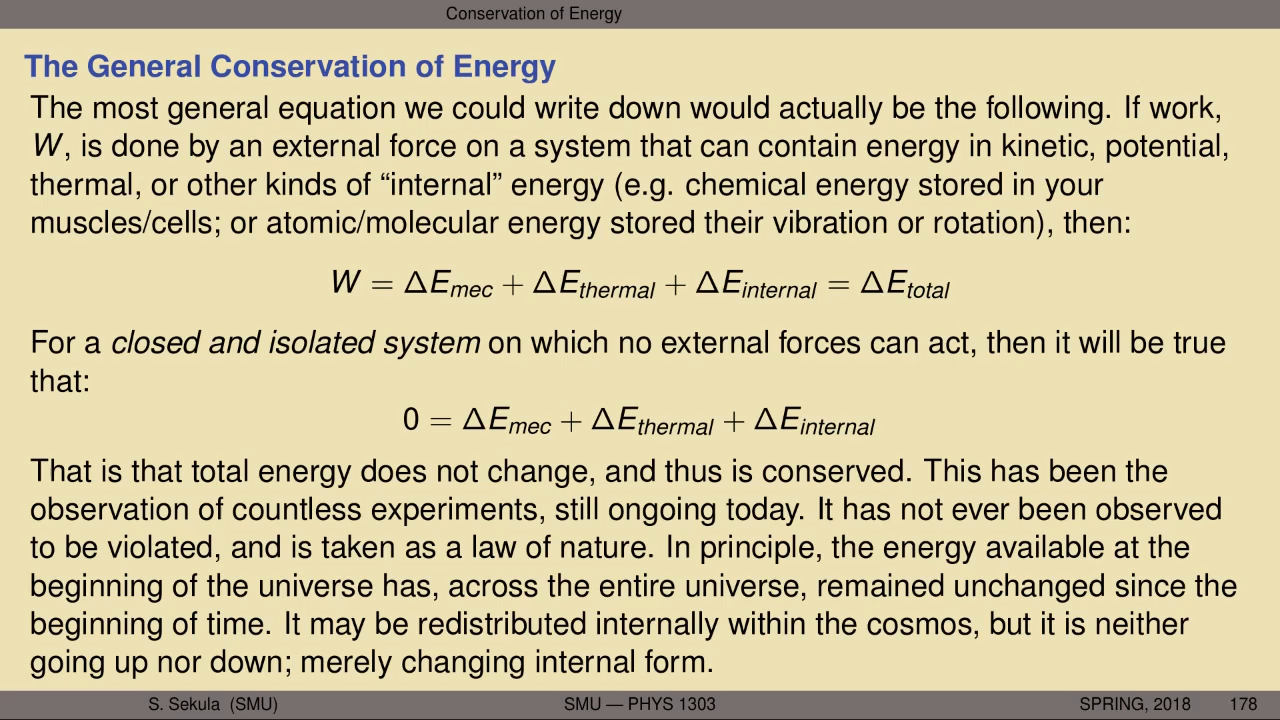 Conservation of Energy
The General Conservation of Energy
The most general equation we could write down would actually be the following. If work,
W, is done by an external force on a system that can contain energy in kinetic, potential,
thermal, or other kinds of “internal” energy (e.g. chemical energy stored in your
muscles/cells; or atomic/molecular energy stored their vibration or rotation), then:
W = ΔE_mec + ΔE_thermal + ΔE_internal = ΔE_total
For a closed and isolated system on which no external forces can act, then it will be true
that:
0 = ΔE_mec + ΔE_thermal + ΔE_internal
That is that total energy does not change, and thus is conserved. This has been the
observation of countless experiments, still ongoing today. It has not ever been observed
to be violated, and is taken as a law of nature. In principle, the energy available at the
beginning of the universe has, across the entire universe, remained unchanged since the
beginning of time. It may be redistributed internally within the cosmos, but it is neither
going up nor down; merely changing internal form.
S. Sekula (SMU) SMU — PHYS 1303 SPRING, 2018 178